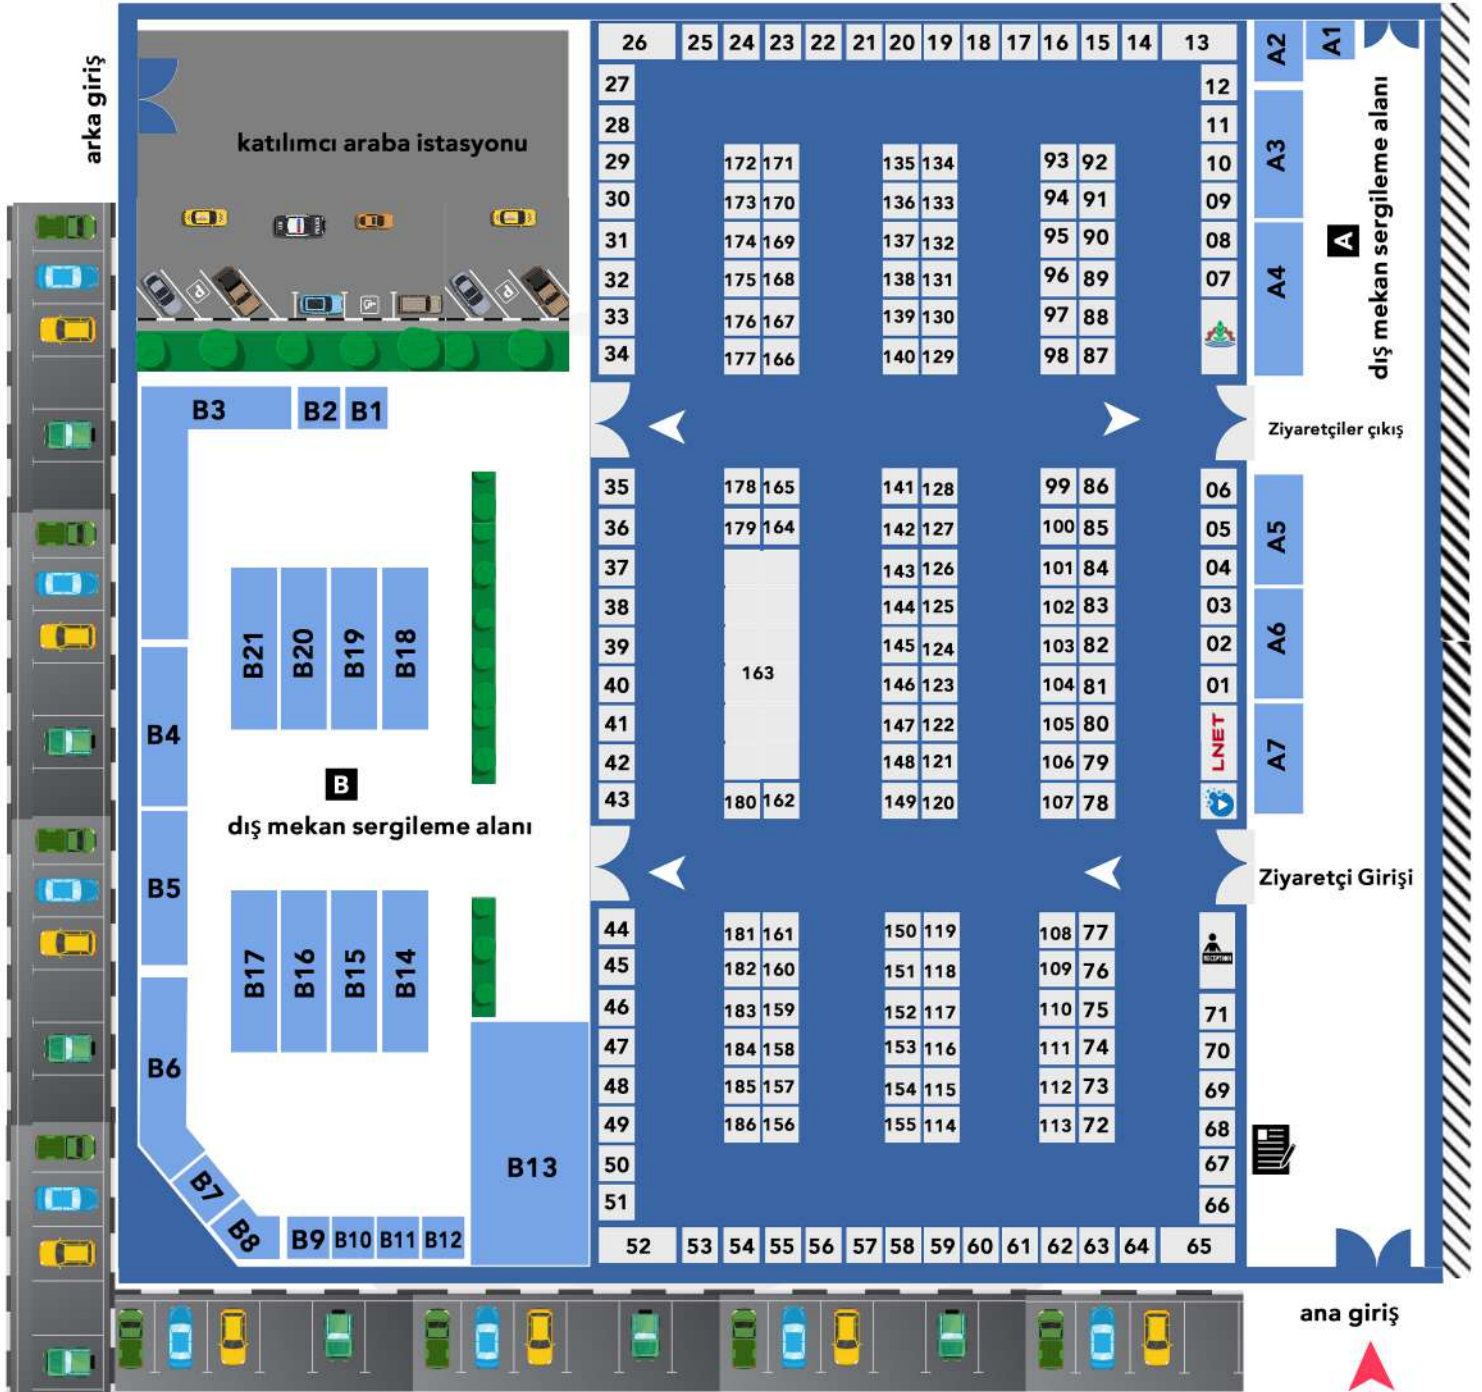 26 25 24 23 22 21 20 19 18 17 16 15 14 13
A2 A1
arka giriş
katılımcı araba istasyonu
27 12
28 11
29 172 171 135 134 93 92 10
A3
30 173 170 136 133 94 91 09
31 174 169 137 132 95 90 08
A
dış mekan sergileme alanı
32 175 168 138 131 96 89 07
A4
33 176 167 139 130 97 88
34 177 166 140 129 98 87
B3 B2 B1
Ziyaretçiler çıkış
35 178 165 141 128 99 86 06
36 179 164 142 127 100 85 05
A5
37 143 126 101 84 04
38 144 125 102 83 03
39 145 124 103 82 02
A6
B21 B20 B19 B18
163
40 146 123 104 81 01
41 147 122 105 80
B4
42 148 121 106 79
LNET
A7
B
43 180 162 149 120 107 78
dış mekan sergileme alanı
B5
Ziyaretçi Girişi
44 181 161 150 119 108 77
RECEPTION
45 182 160 151 118 109 76
B17 B16 B15 B14
46 183 159 152 117 110 75 71
47 184 158 153 116 111 74 70
B6
48 185 157 154 115 112 73 69
49 186 156 155 114 113 72 68
50 67
B13
B7
51 66
B8 B9 B10 B11 B12
52 53 54 55 56 57 58 59 60 61 62 63 64 65
ana giriş